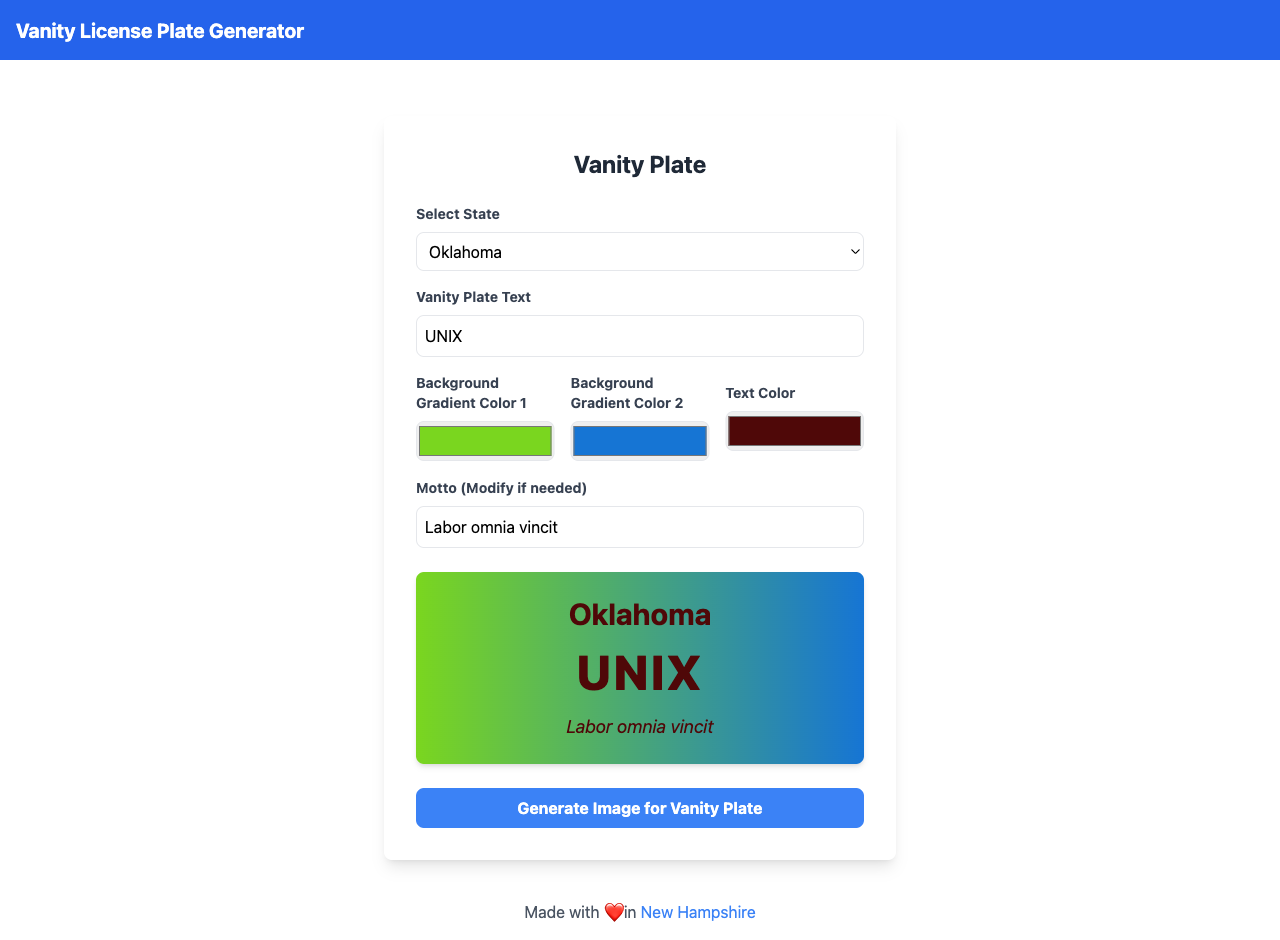 Vanity License Plate Generator
Vanity Plate
Select State
Oklahoma
Vanity Plate Text
UNIX
Background
Gradient Color 1
Background
Gradient Color 2
Text Color
Motto (Modify if needed)
Labor omnia vincit
Oklahoma
UNIX
Labor omnia vincit
Generate Image for Vanity Plate
Made with ❤️in New Hampshire